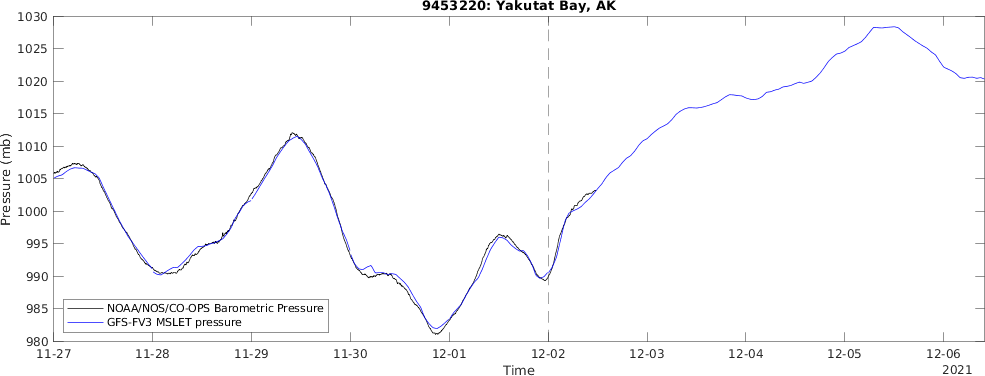 9453220: Yakutat Bay, AK
1030
1025
1020
1015
1010
1005
1000
995
990
985
980
Pressure (mb)
NOAA/NOS/CO-OPS Barometric Pressure
GFS-FV3 MSLET pressure
11-27 11-28 11-29 11-30 12-01 12-02 12-03 12-04 12-05 12-06
Time
2021